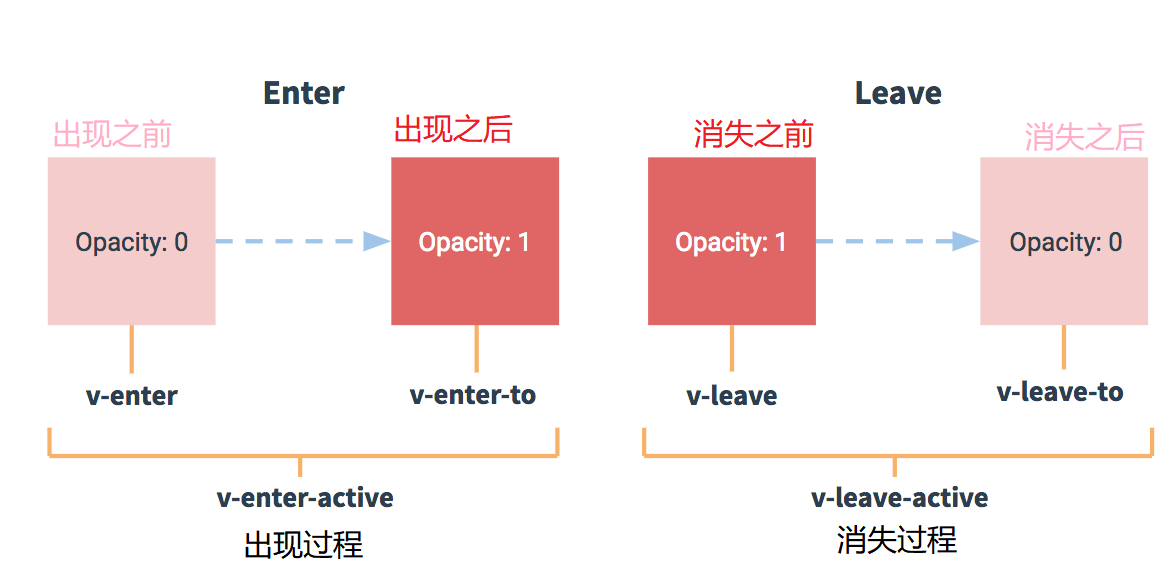 Enter
出现之前
出现之后
Opacity: 0
Opacity: 1
v-enter
v-enter-to
v-enter-active
出现过程
Leave
消失之前
消失之后
Opacity: 1
Opacity: 0
v-leave
v-leave-to
v-leave-active
消失过程